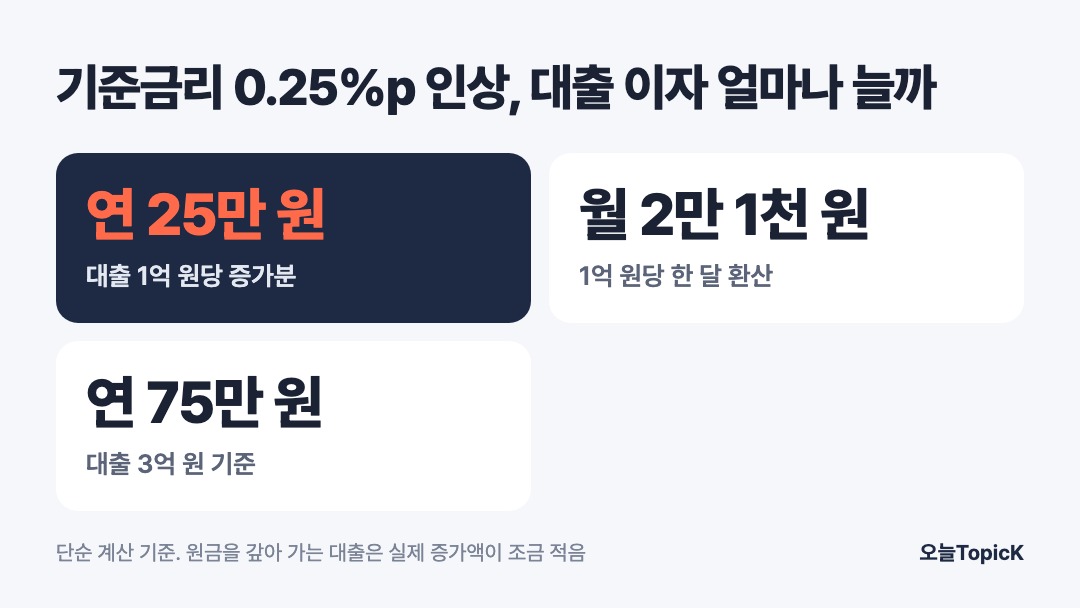 기준금리 0.25%p 인상, 대출 이자 얼마나 늘까
연 25만 원
대출 1억 원당 증가분
월 2만 1천 원
1억 원당 한 달 환산
연 75만 원
대출 3억 원 기준
단순 계산 기준. 원금을 갚아 가는 대출은 실제 증가액이 조금 적음
오늘TopicK